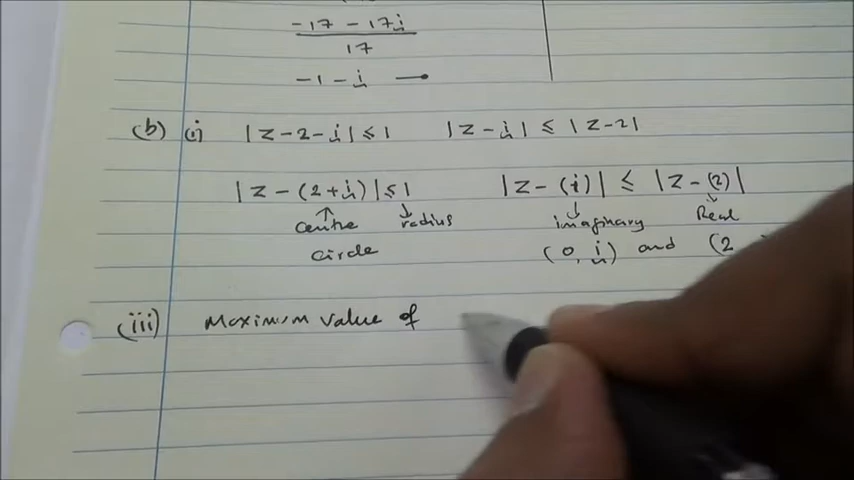 -17 - 17i
17
-1 - i
(b) (i) |z-2-i| ≤ 1 |z-i| ≤ |z-2|
|z-(2+i)| ≤ 1 |z-(i)| ≤ |z-(2)|
centre radius imaginary Real
circle (0, i) and (2
(iii) Maximum value of